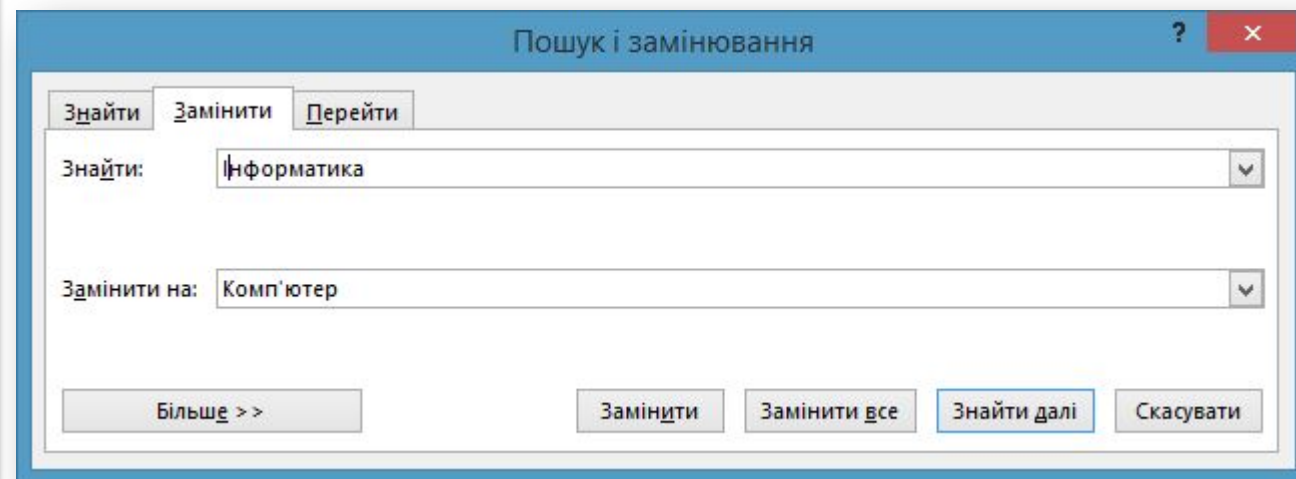 Пошук і замінювання
?
Знайти Замінити Перейти
Знайти: Інформатика
Замінити на: Комп'ютер
Більше >> Замінити Замінити все Знайти далі Скасувати